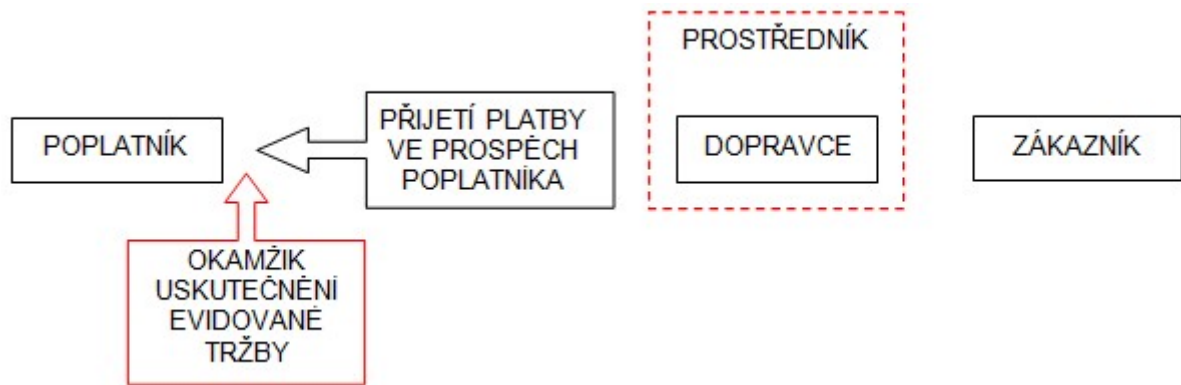 PROSTŘEDNÍK
POPLATNÍK
PŘIJETÍ PLATBY
VE PROSPĚCH
POPLATNÍKA
DOPRAVCE
ZÁKAZNÍK
OKAMŽIK
USKUTEČNĚNÍ
EVIDOVANÉ
TRŽBY